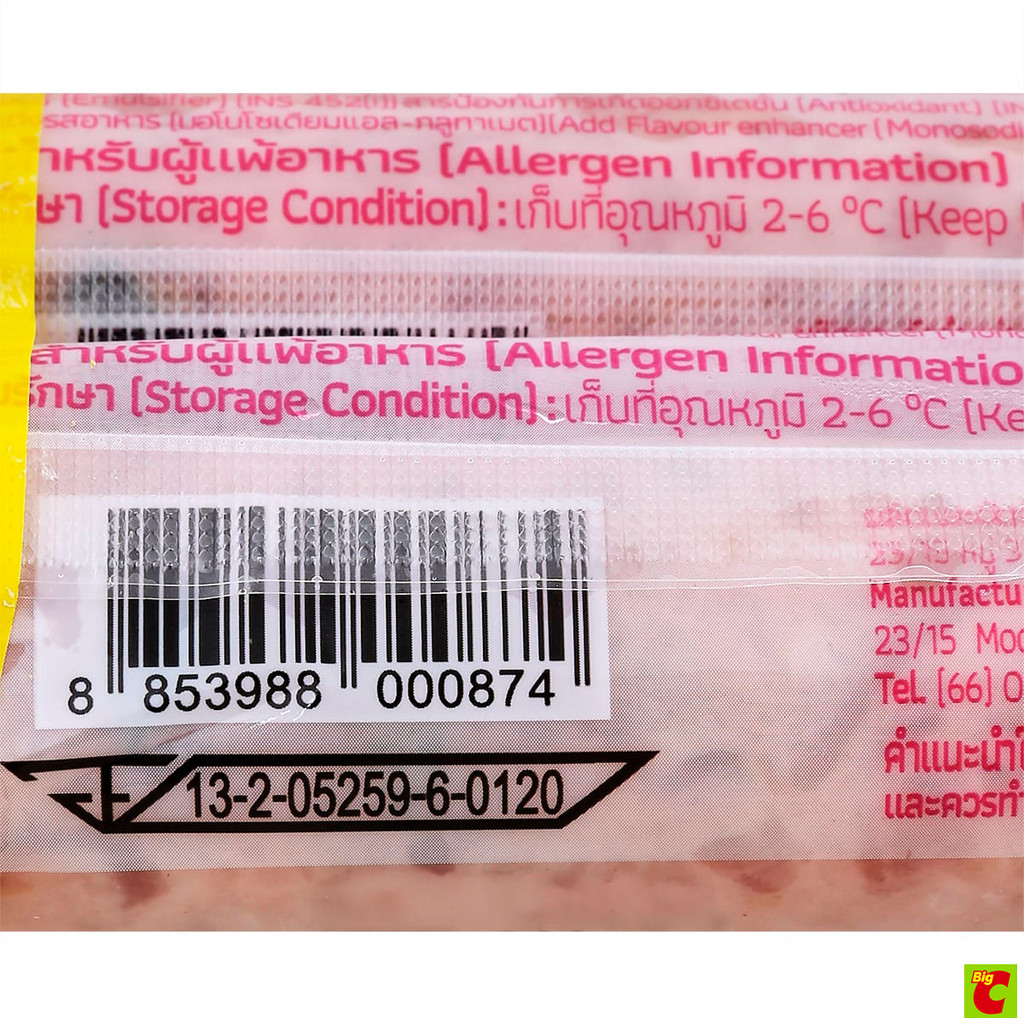 (Emulsifier) (INS 452(i)) สารป้องกันการเกิดออกซิเดชั่น (Antioxidant) (IN
รสอาหาร (มอโนโซเดียมแอล-กลูทาเมต)(Add Flavour enhancer (Monosodi
าหรับผู้แพ้อาหาร (Allergen Information)
ษา (Storage Condition) : เก็บที่อุณหภูมิ 2-6 °C (Keep
สำหรับผู้แพ้อาหาร (Allergen Informatio
รักษา (Storage Condition) : เก็บที่อุณหภูมิ 2-6 °C (Ke
8 853988 000874
23/15 หมู่
Manufactu
23/15 Moo
Tel. (66) 0
คำแนะนำใ
และควรทำ
13-2-05259-6-0120
Big C